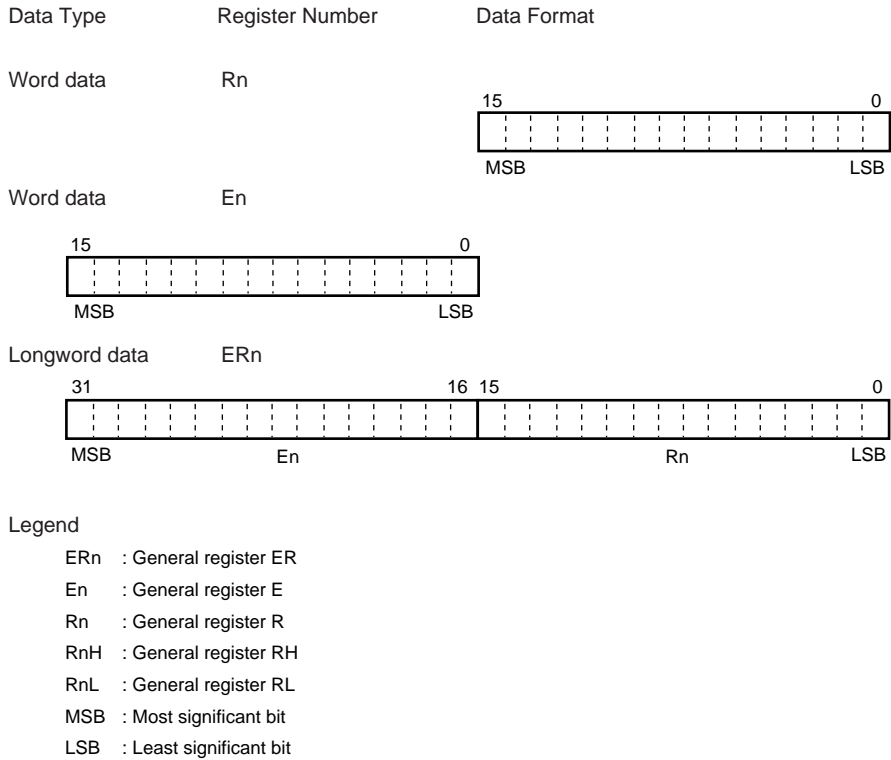 Data Type Register Number Data Format
Word data Rn
15 0
MSB LSB
Word data En
15 0
MSB LSB
Longword data ERn
31 16 15 0
MSB En Rn LSB
Legend
ERn : General register ER
En : General register E
Rn : General register R
RnH : General register RH
RnL : General register RL
MSB : Most significant bit
LSB : Least significant bit